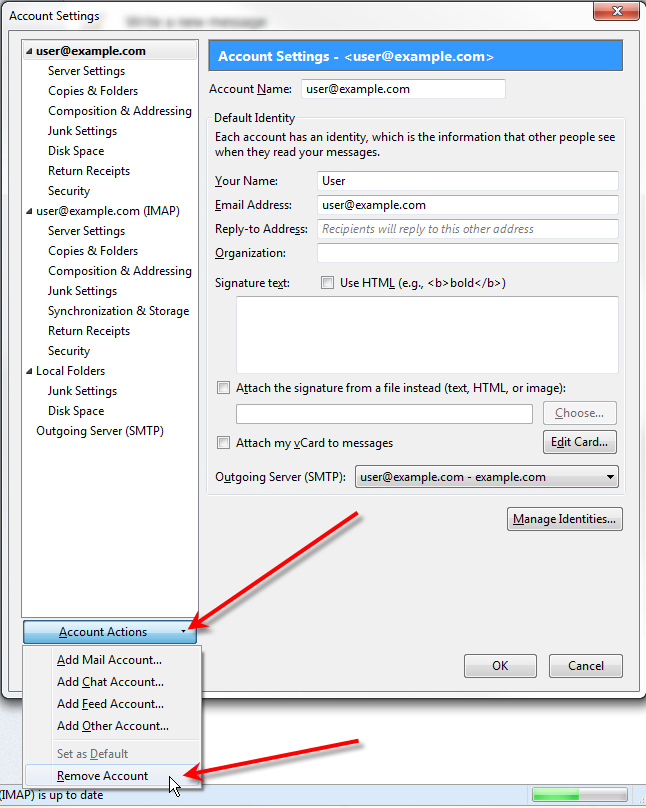 Account Settings
Write a new message
user@example.com
Server Settings
Copies & Folders
Composition & Addressing
Junk Settings
Disk Space
Return Receipts
Security
user@example.com (IMAP)
Server Settings
Copies & Folders
Composition & Addressing
Junk Settings
Synchronization & Storage
Return Receipts
Security
Local Folders
Junk Settings
Disk Space
Outgoing Server (SMTP)
Account Settings - <user@example.com>
Account Name: user@example.com
Default Identity
Each account has an identity, which is the information that other people see
when they read your messages.
Your Name: User
Email Address: user@example.com
Reply-to Address: Recipients will reply to this other address
Organization:
Signature text: Use HTML (e.g., <b>bold</b>)
Attach the signature from a file instead (text, HTML, or image):
Choose...
Attach my vCard to messages
Edit Card...
Outgoing Server (SMTP): user@example.com - example.com
Manage Identities...
Account Actions
Add Mail Account...
Add Chat Account...
Add Feed Account...
Add Other Account...
Set as Default
Remove Account
OK Cancel
(IMAP) is up to date